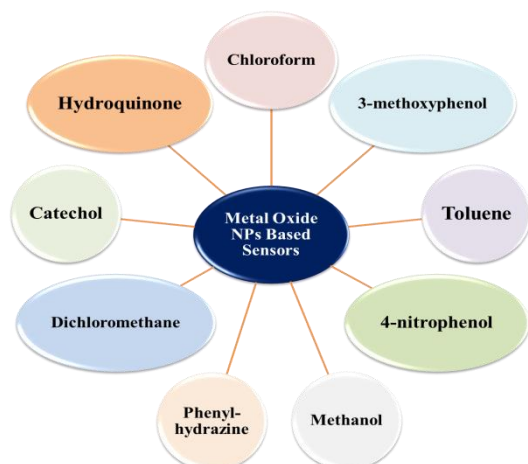 Chloroform
Hydroquinone
3-methoxyphenol
Catechol
Metal Oxide
NPs Based
Sensors
Toluene
Dichloromethane
4-nitrophenol
Phenyl-
hydrazine
Methanol